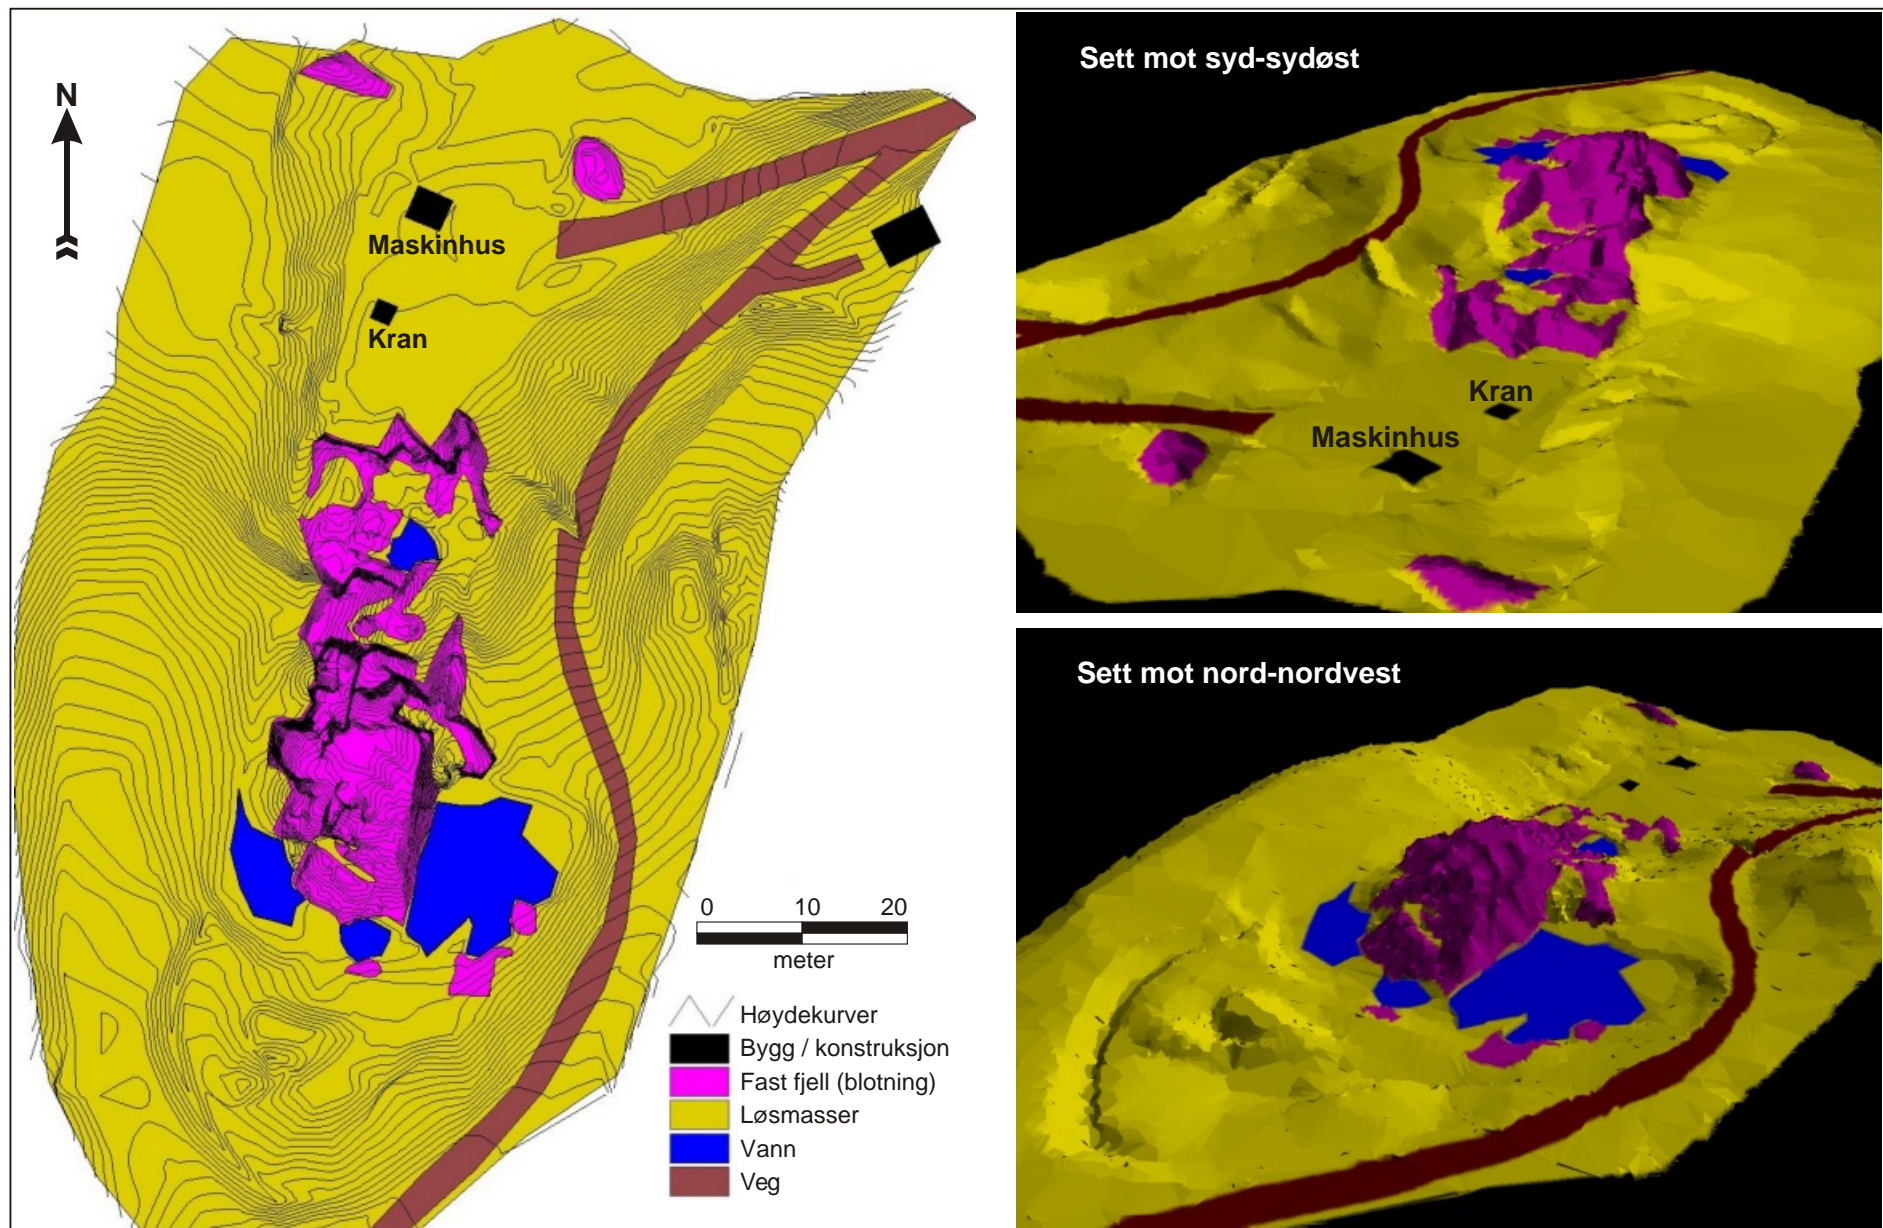 N
Maskinhus
Kran
0 10 20
meter
Høydekurver
Bygg / konstruksjon
Fast fjell (blotning)
Løsmasser
Vann
Veg
Sett mot syd-sydøst
Kran
Maskinhus
Sett mot nord-nordvest